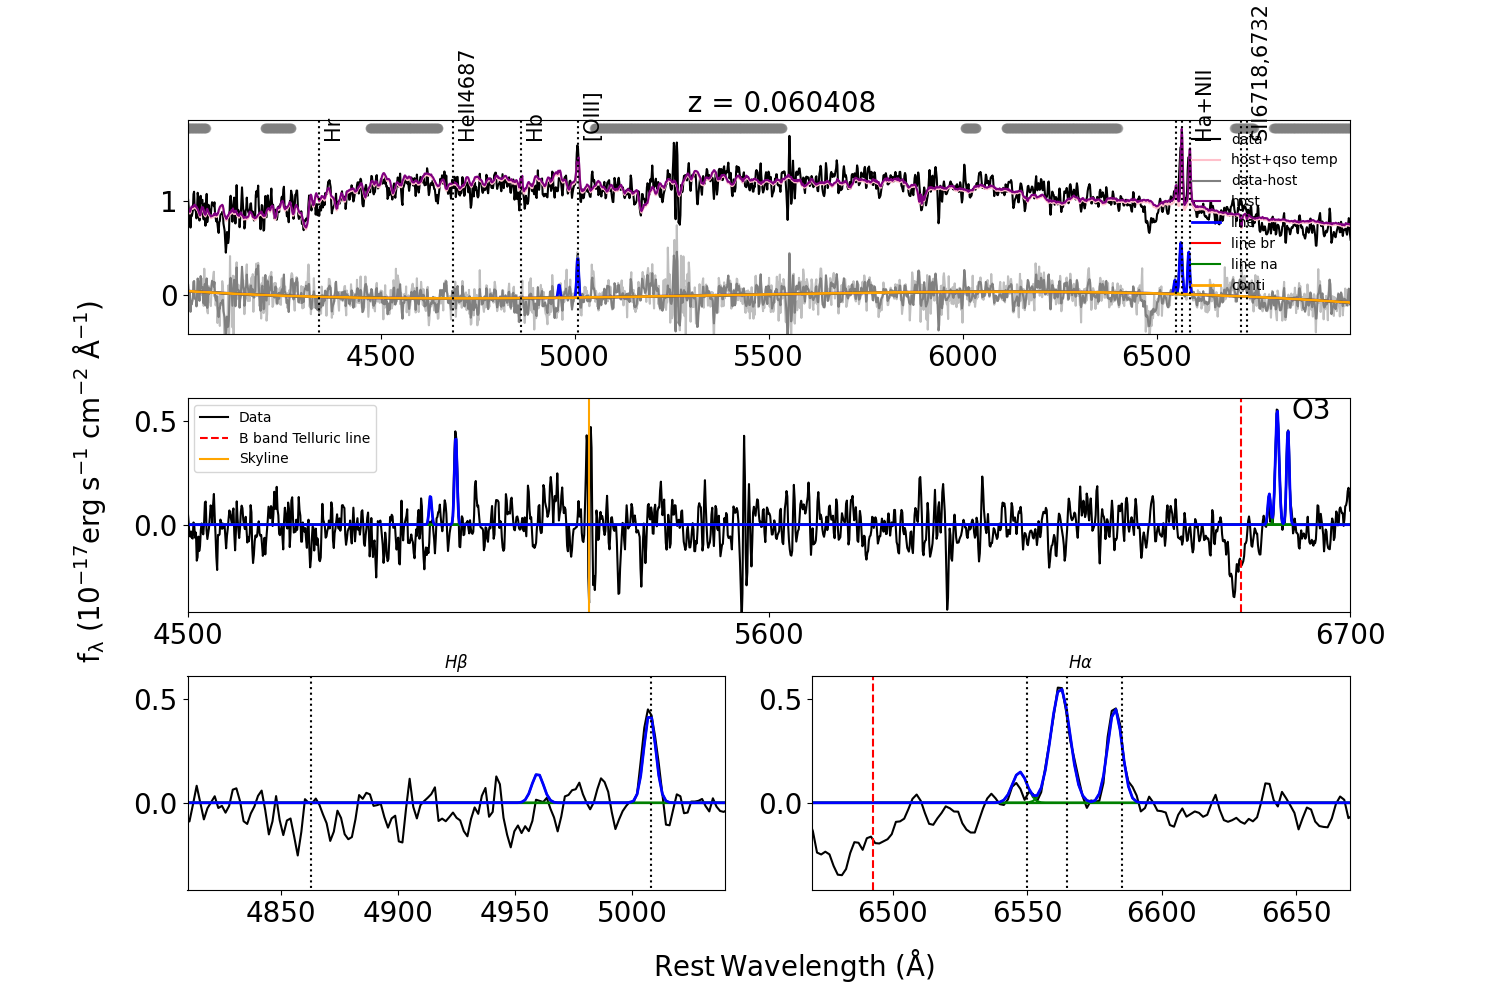 z = 0.060408
Hr
HeII4687
Hb
[OIII]
Ha+NII
SII6718,6732
data
host+qso temp
data-host
host
line
line br
line na
conti
1
0
4500 5000 5500 6000 6500
fλ (10⁻¹⁷erg s⁻¹ cm⁻² Å⁻¹)
0.5
0.0
Data
B band Telluric line
Skyline
O3
4500 5600 6700
Hβ
0.5
0.0
4850 4900 4950 5000
Hα
0.5
0.0
6500 6550 6600 6650
Rest Wavelength (Å)